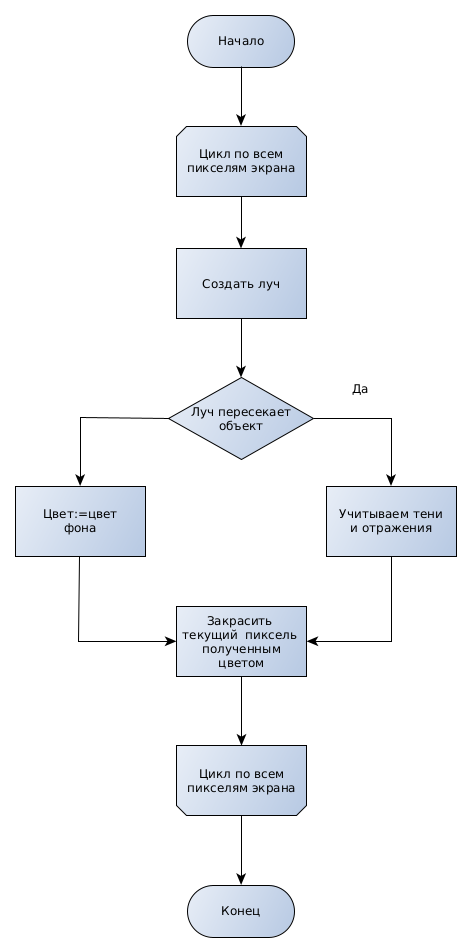 Начало
Цикл по всем
пикселям экрана
Создать луч
Да
Луч пересекает
объект
Цвет:=цвет
фона
Учитываем тени
и отражения
Закрасить
текущий пиксель
полученным
цветом
Цикл по всем
пикселям экрана
Конец